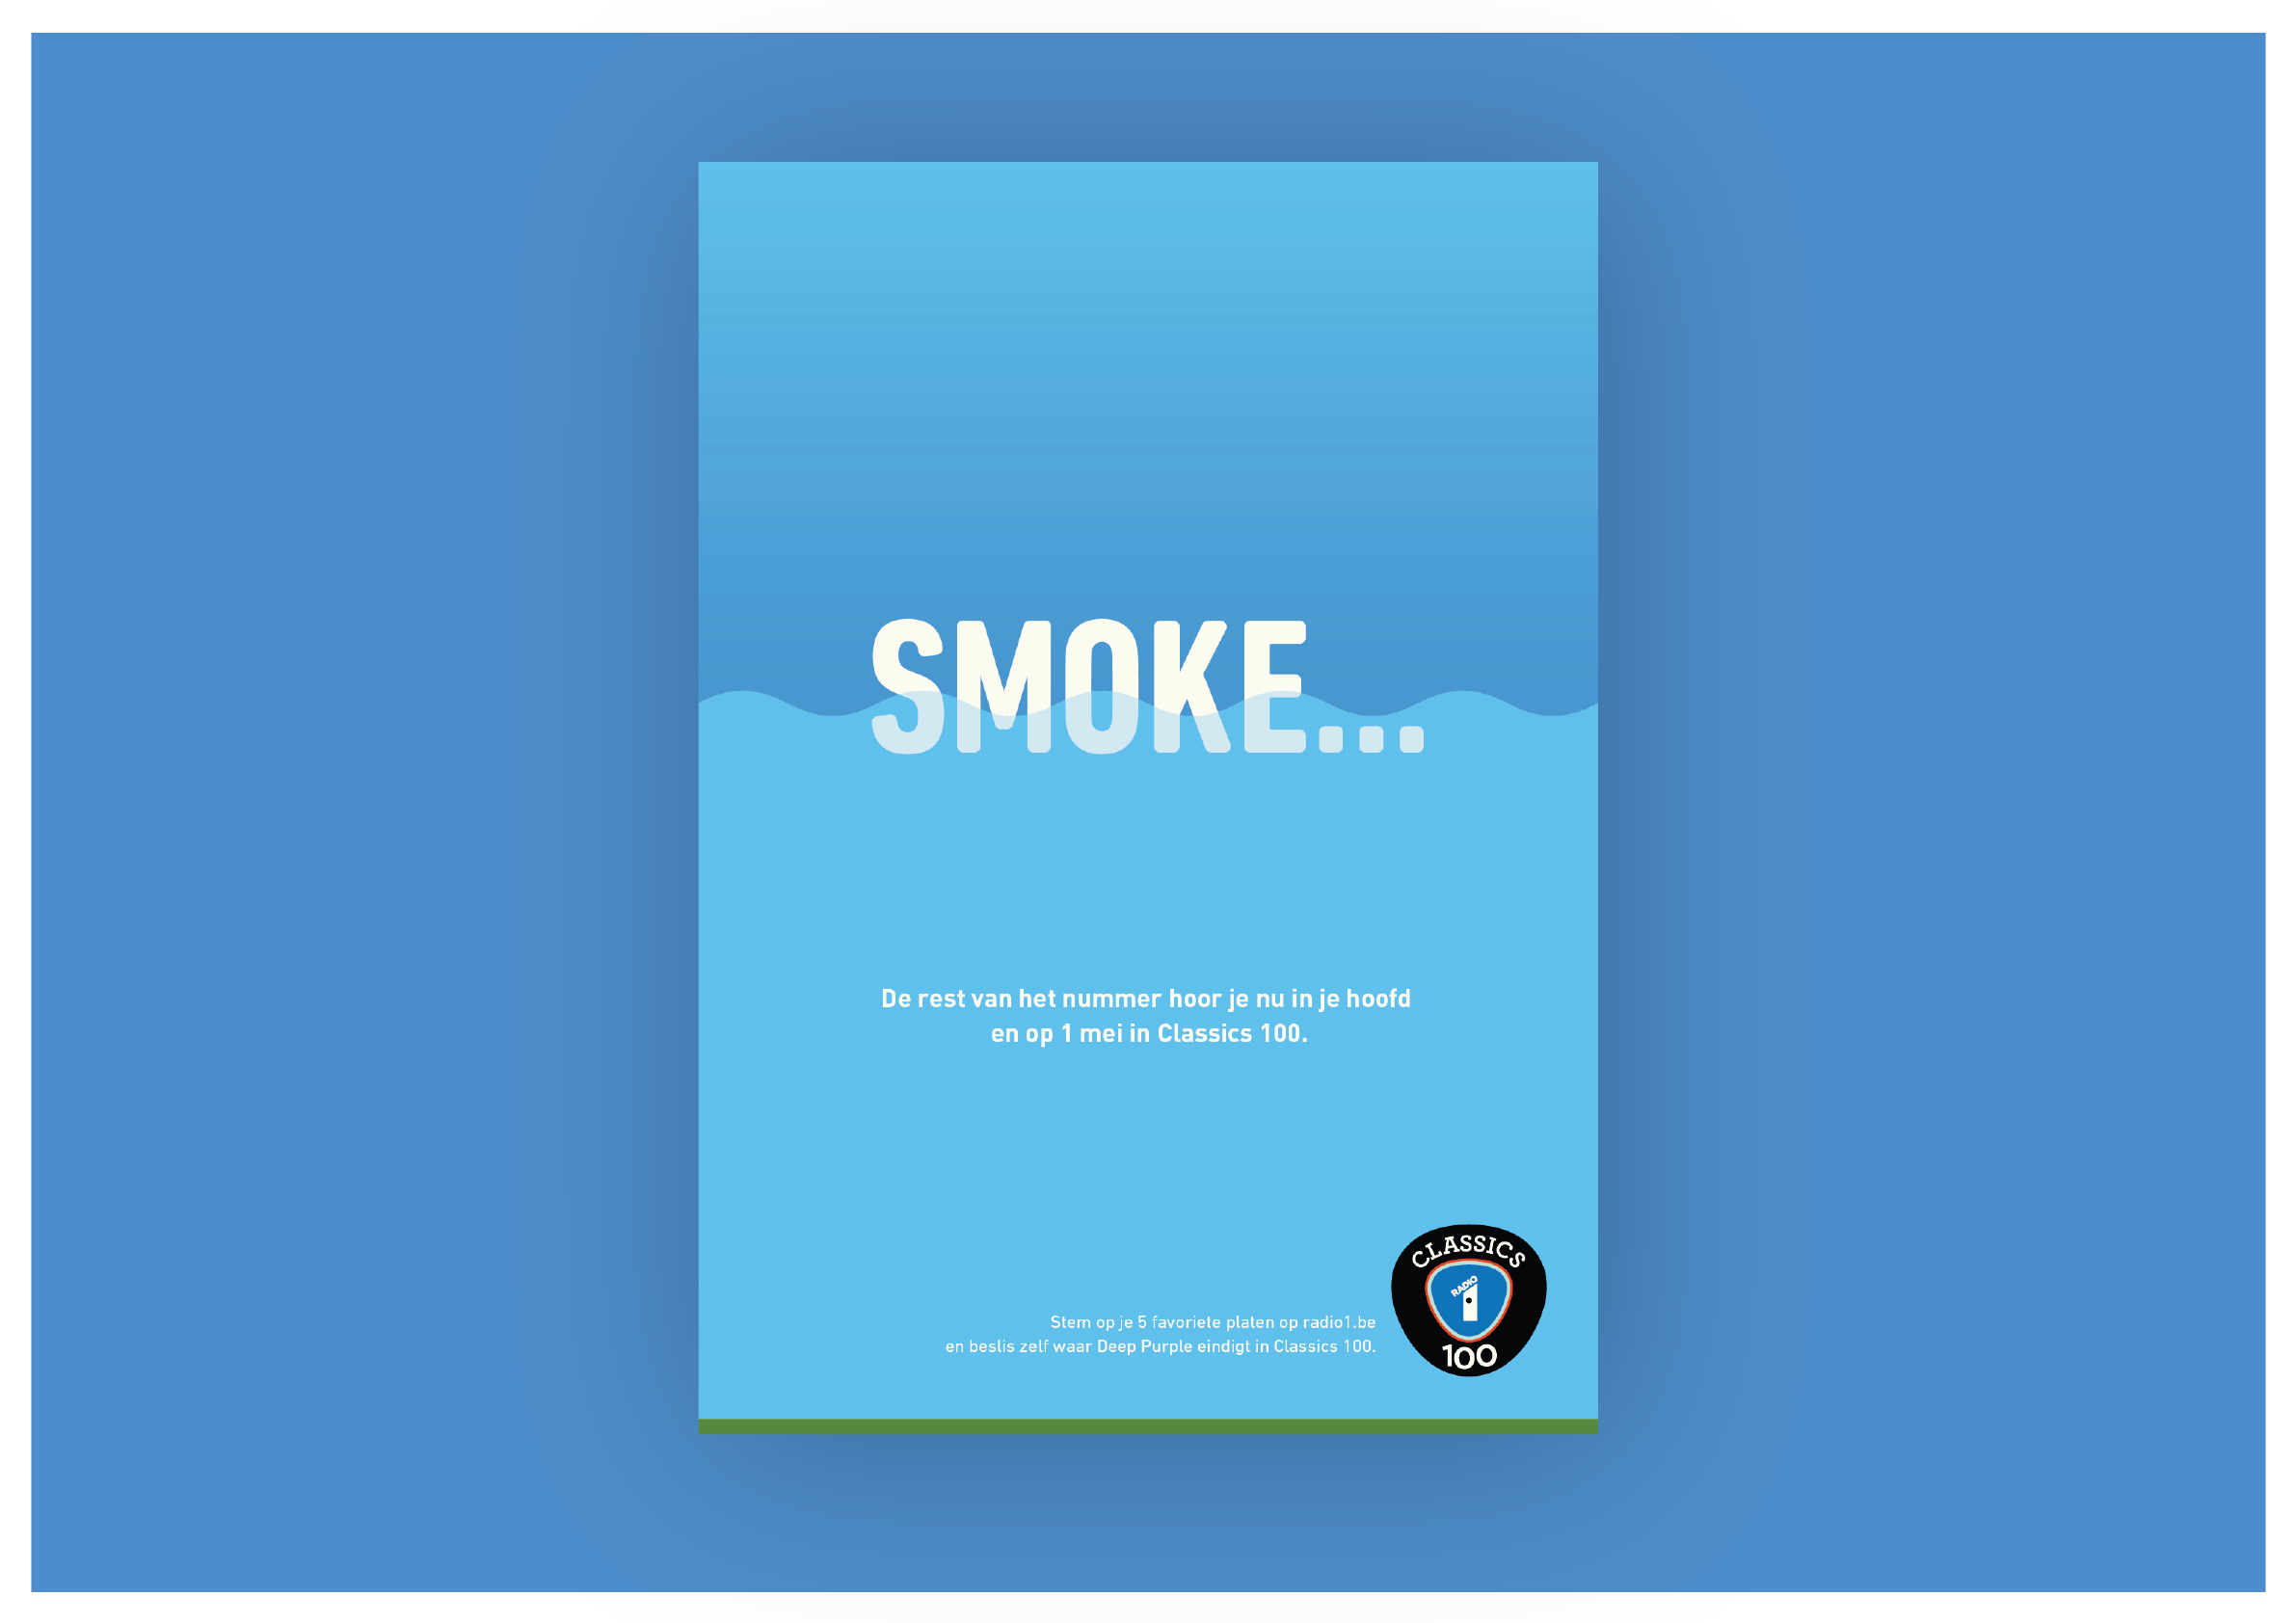 SMOKE...
De rest van het nummer hoor je nu in je hoofd
en op 1 mei in Classics 100.
Stem op je 5 favoriete platen op radio1.be
en beslis zelf waar Deep Purple eindigt in Classics 100.
CLASSICS
RADIO
1
100